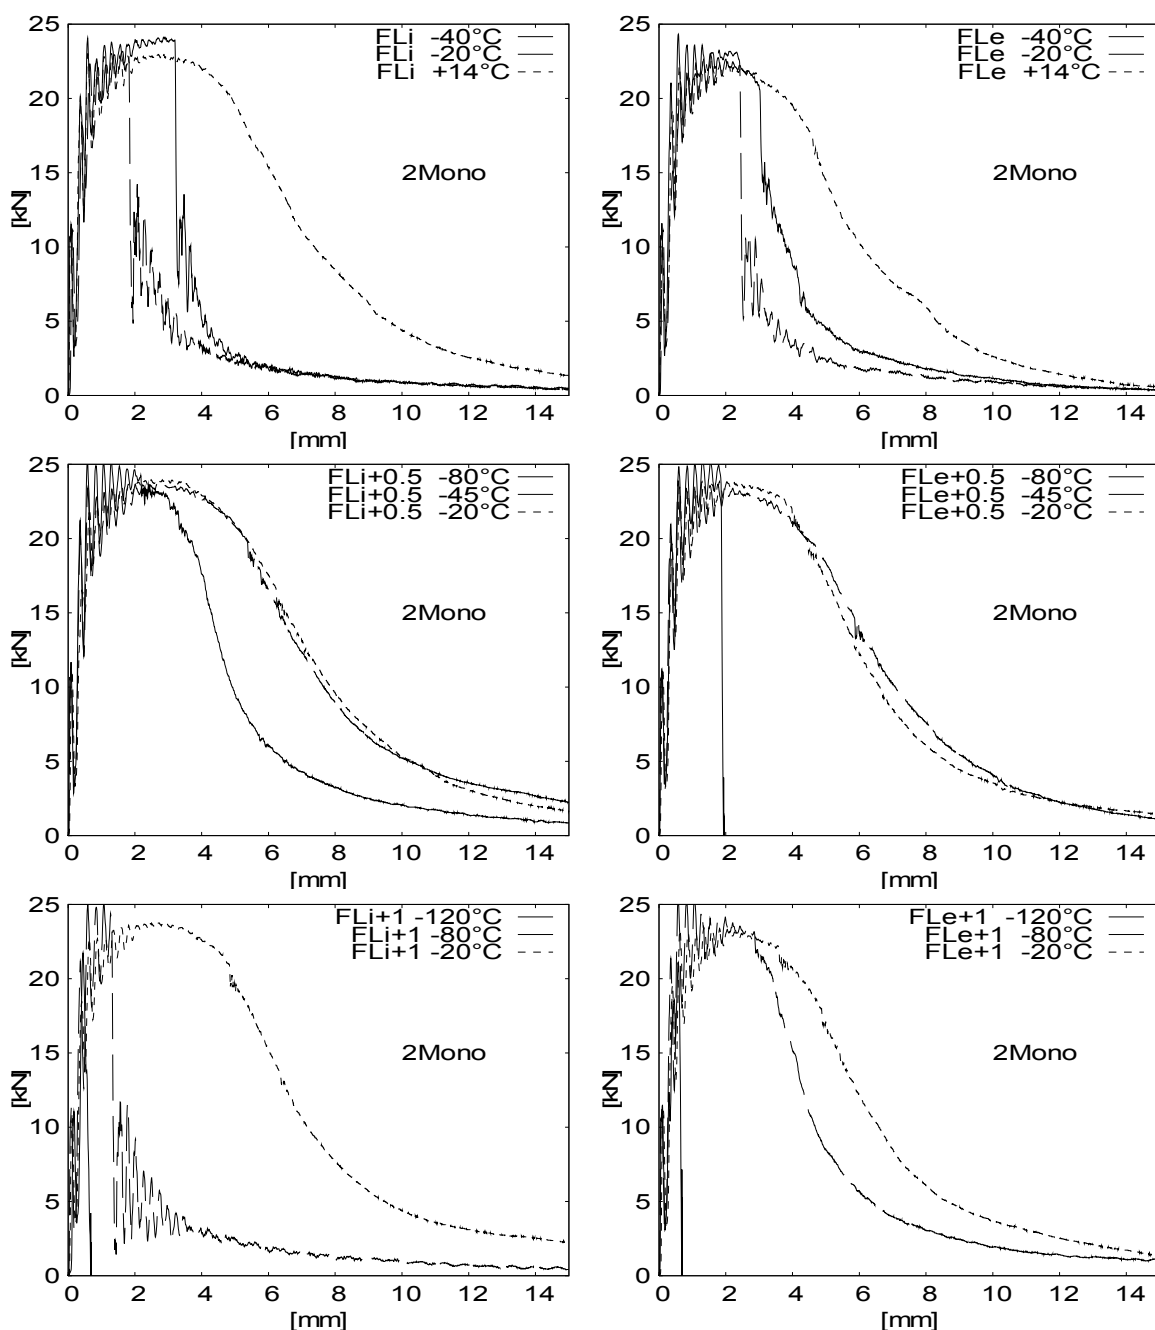 25
20
15
10
5
0
[kN]
FLi -40°C
FLi -20°C
FLi +14°C
2Mono
0 2 4 6 8 10 12 14
[mm]
25
20
15
10
5
0
[kN]
FLe -40°C
FLe -20°C
FLe +14°C
2Mono
0 2 4 6 8 10 12 14
[mm]
25
20
15
10
5
0
[kN]
FLi+0.5 -80°C
FLi+0.5 -45°C
FLi+0.5 -20°C
2Mono
0 2 4 6 8 10 12 14
[mm]
25
20
15
10
5
0
[kN]
FLe+0.5 -80°C
FLe+0.5 -45°C
FLe+0.5 -20°C
2Mono
0 2 4 6 8 10 12 14
[mm]
25
20
15
10
5
0
[kN]
FLi+1 -120°C
FLi+1 -80°C
FLi+1 -20°C
2Mono
0 2 4 6 8 10 12 14
[mm]
25
20
15
10
5
0
[kN]
FLe+1 -120°C
FLe+1 -80°C
FLe+1 -20°C
2Mono
0 2 4 6 8 10 12 14
[mm]